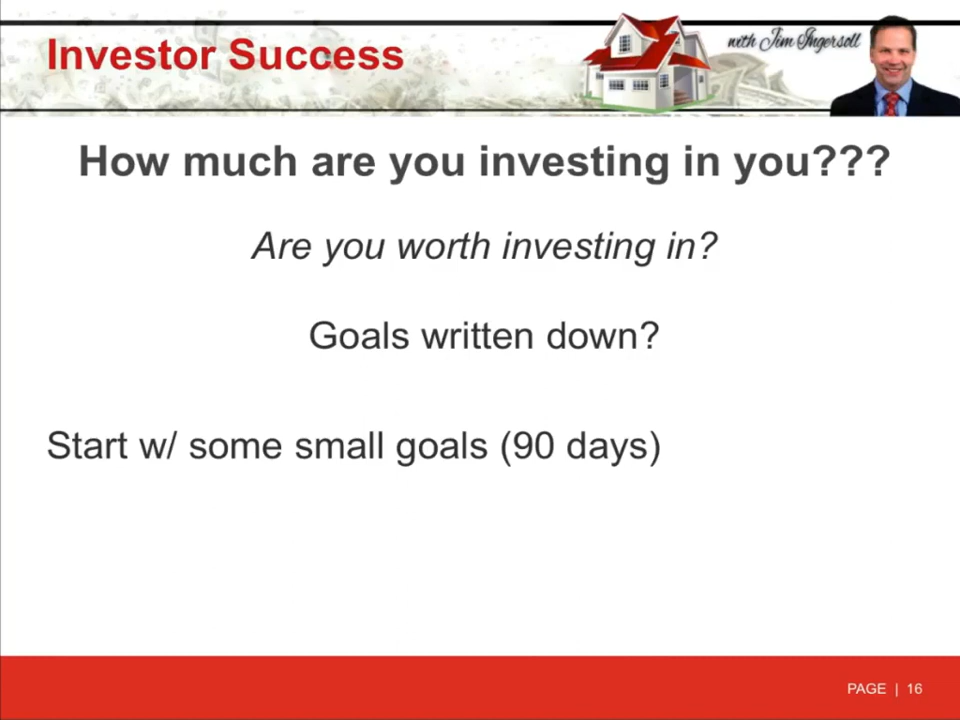 Investor Success
with Jim Ingersoll
How much are you investing in you???
Are you worth investing in?
Goals written down?
Start w/ some small goals (90 days)
PAGE | 16